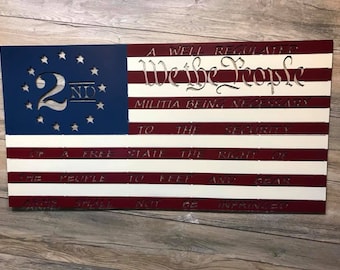 2ND
A WELL REGULATED
We the People
MILITIA BEING NECESSARY
TO THE SECURITY
OF A FREE STATE THE RIGHT OF
THE PEOPLE TO KEEP AND BEAR
ARMS SHALL NOT BE INFRINGED